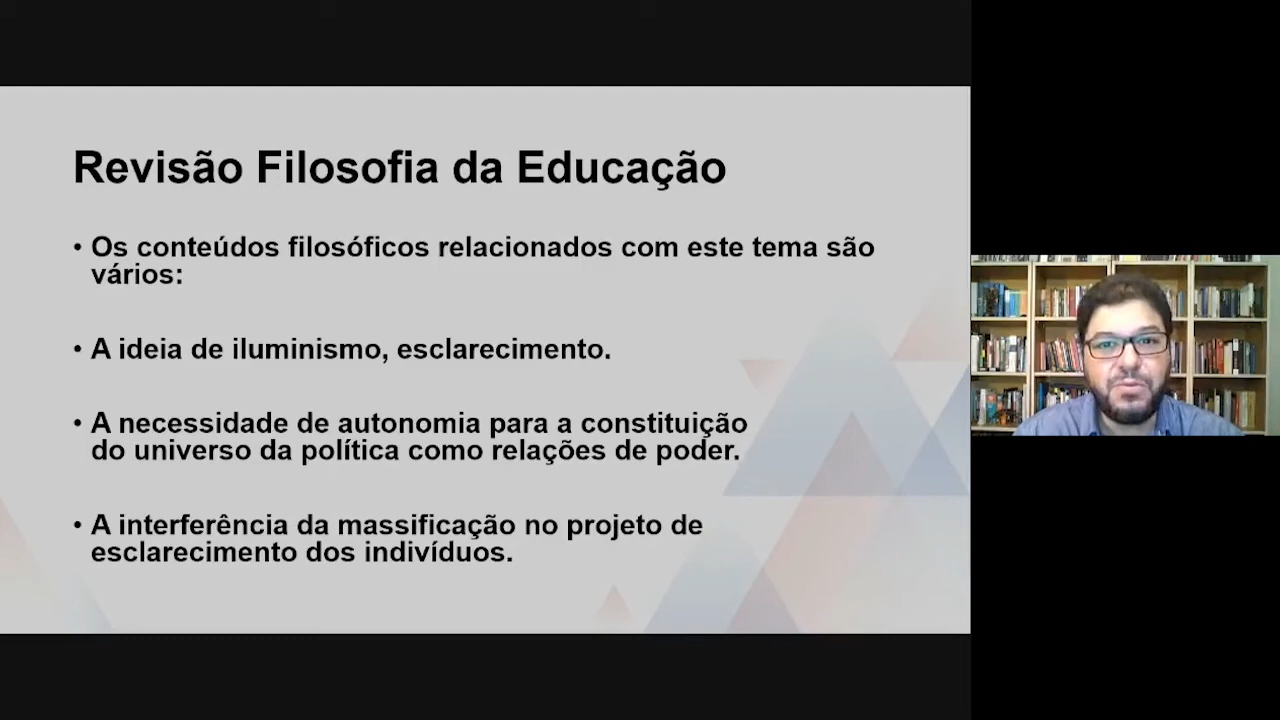 Revisão Filosofia da Educação
• Os conteúdos filosóficos relacionados com este tema são
vários:
• A ideia de iluminismo, esclarecimento.
• A necessidade de autonomia para a constituição
do universo da política como relações de poder.
• A interferência da massificação no projeto de
esclarecimento dos indivíduos.